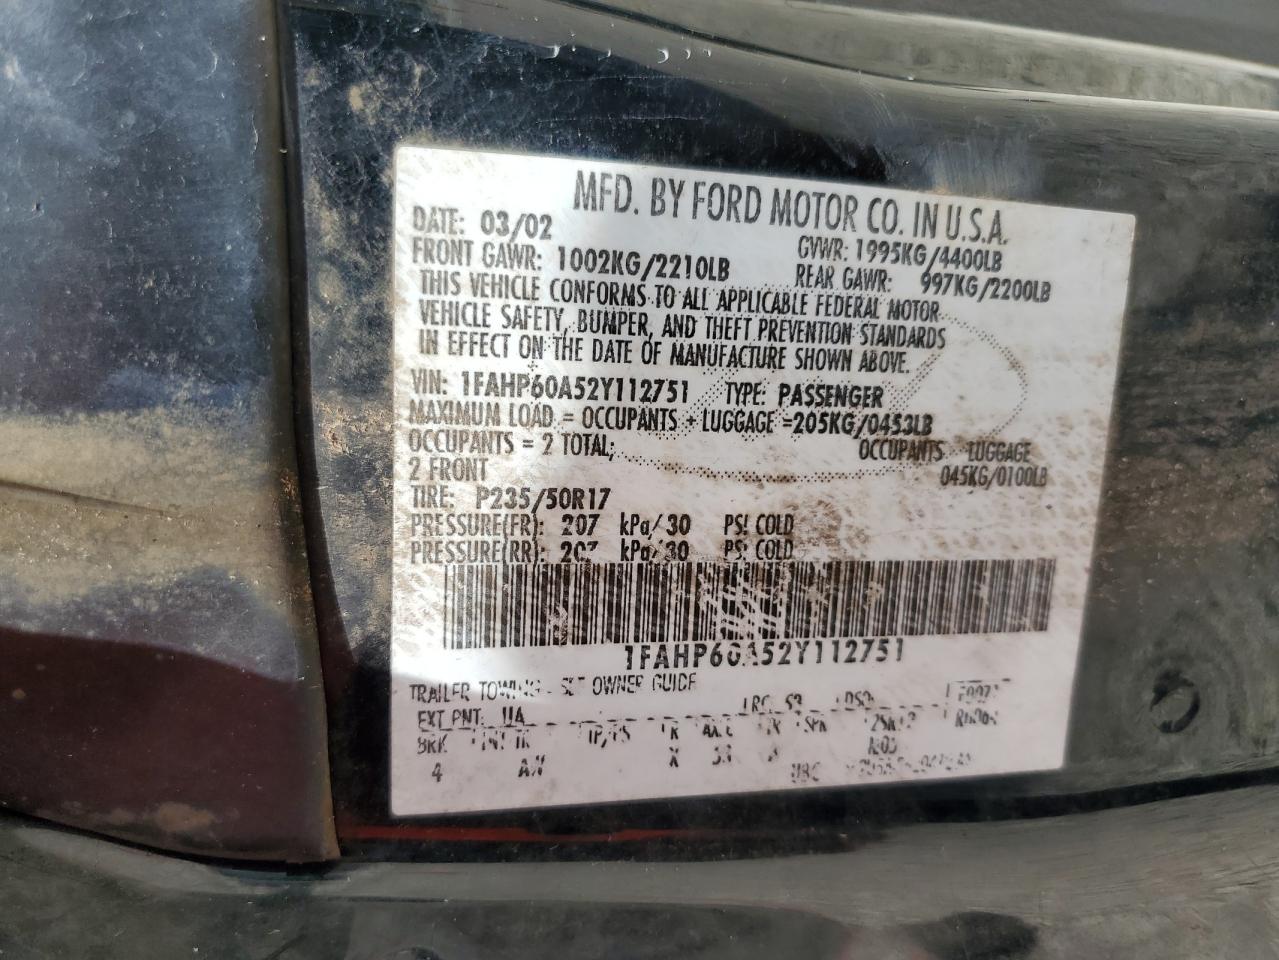 MFD. BY FORD MOTOR CO. IN U.S.A.
DATE: 03/02 GVWR: 1995KG/4400LB
FRONT GAWR: 1002KG/2210LB REAR GAWR: 997KG/2200LB
THIS VEHICLE CONFORMS TO ALL APPLICABLE FEDERAL MOTOR
VEHICLE SAFETY, BUMPER, AND THEFT PREVENTION STANDARDS
IN EFFECT ON THE DATE OF MANUFACTURE SHOWN ABOVE.
VIN: 1FAHP60A52Y112751 TYPE: PASSENGER
MAXIMUM LOAD = OCCUPANTS + LUGGAGE =205KG/0453LB
OCCUPANTS = 2 TOTAL; OCCUPANTS LUGGAGE
2 FRONT 045KG/0100LB
TIRE: P235/50R17
PRESSURE(FR): 207 kPa/30 PSI COLD
PRESSURE(RR): 207 kPa/30 PSI COLD
1FAHP60A52Y112751
TRAILER TOWING - SEE OWNER GUIDE
EXT PNT: UA
BRK
4